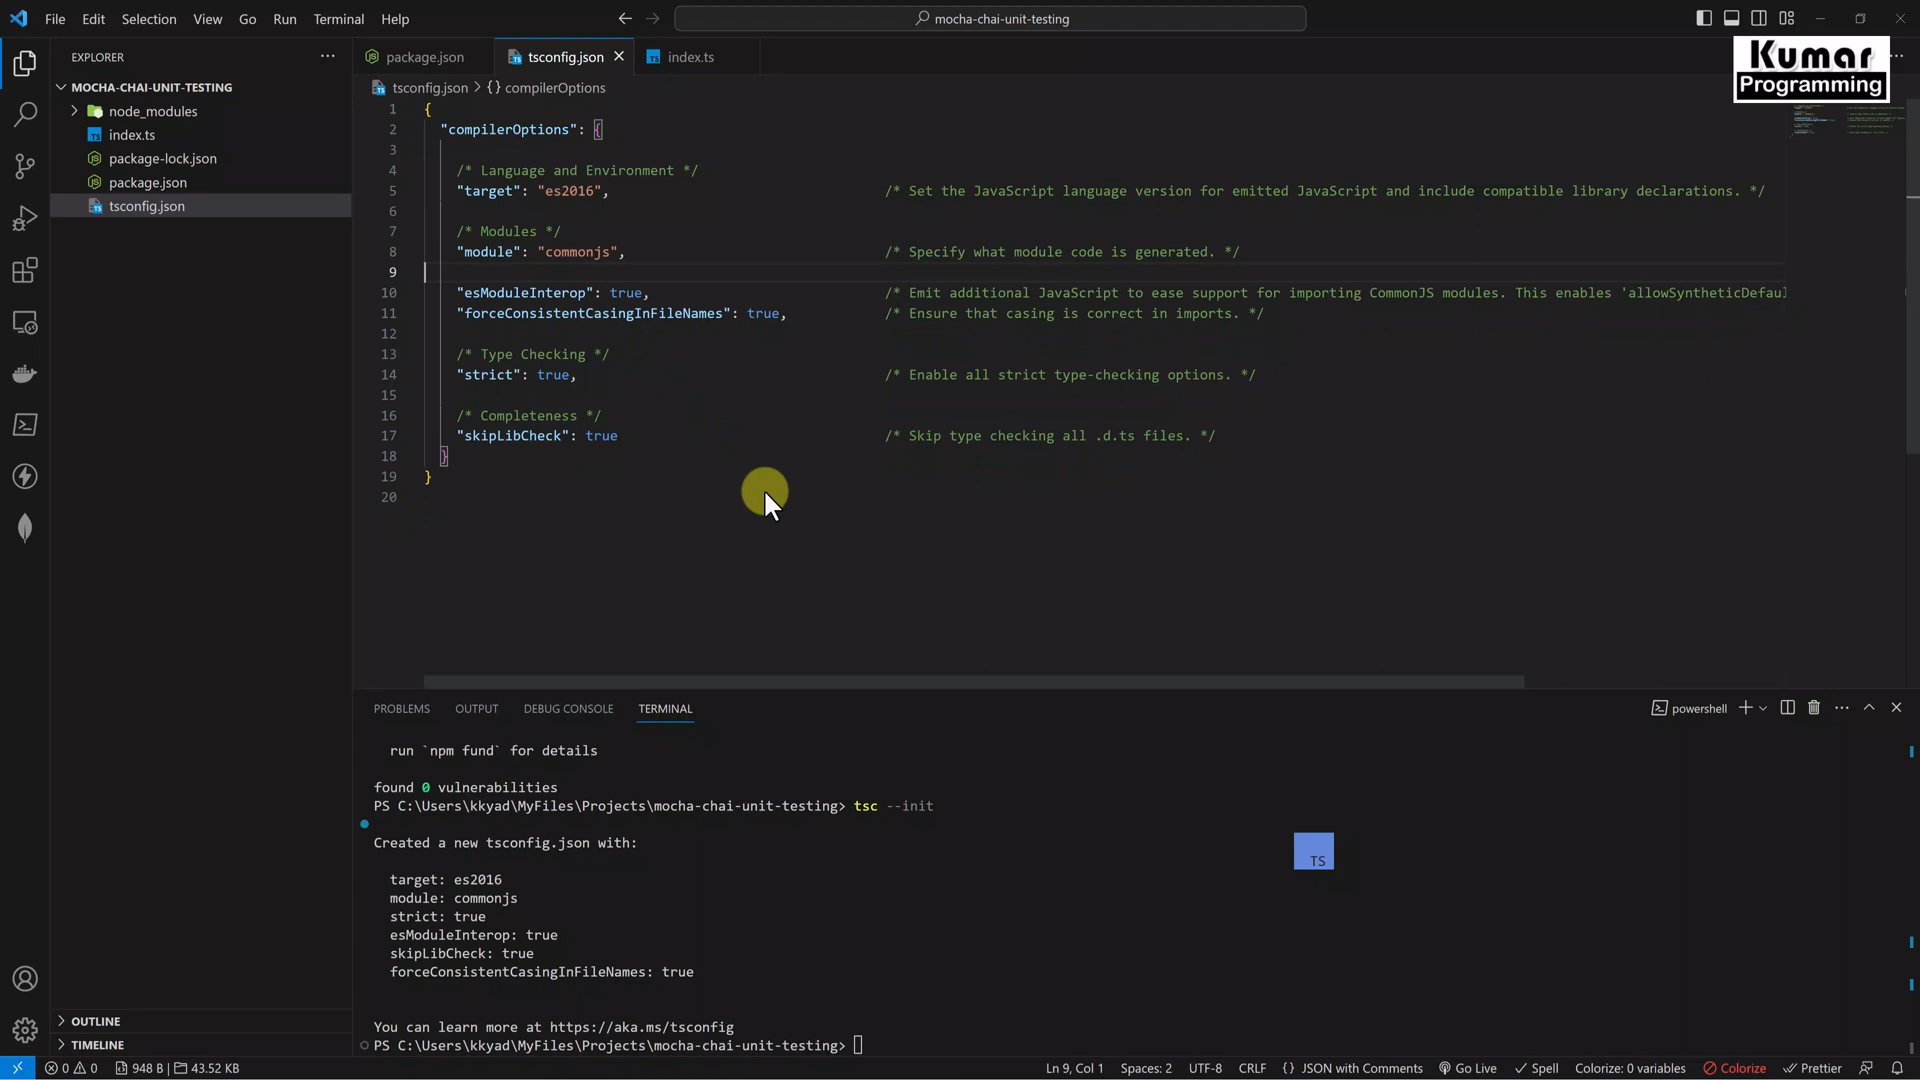 File Edit Selection View Go Run Terminal Help
mocha-chai-unit-testing
Kumar
Programming
EXPLORER
MOCHA-CHAI-UNIT-TESTING
node_modules
index.ts
package-lock.json
package.json
tsconfig.json
package.json tsconfig.json index.ts
tsconfig.json > {} compilerOptions
1 {
2 "compilerOptions": {
3
4 /* Language and Environment */
5 "target": "es2016", /* Set the JavaScript language version for emitted JavaScript and include compatible library declarations. */
6
7 /* Modules */
8 "module": "commonjs", /* Specify what module code is generated. */
9
10 "esModuleInterop": true, /* Emit additional JavaScript to ease support for importing CommonJS modules. This enables 'allowSyntheticDefau
11 "forceConsistentCasingInFileNames": true, /* Ensure that casing is correct in imports. */
12
13 /* Type Checking */
14 "strict": true, /* Enable all strict type-checking options. */
15
16 /* Completeness */
17 "skipLibCheck": true /* Skip type checking all .d.ts files. */
18 }
19 }
20
PROBLEMS OUTPUT DEBUG CONSOLE TERMINAL
powershell
run `npm fund` for details
found 0 vulnerabilities
PS C:\Users\kkyad\MyFiles\Projects\mocha-chai-unit-testing> tsc --init
Created a new tsconfig.json with:
TS
target: es2016
module: commonjs
strict: true
esModuleInterop: true
skipLibCheck: true
forceConsistentCasingInFileNames: true
You can learn more at https://aka.ms/tsconfig
PS C:\Users\kkyad\MyFiles\Projects\mocha-chai-unit-testing>
OUTLINE
TIMELINE
0 0 948 B | 43.52 KB Ln 9, Col 1 Spaces: 2 UTF-8 CRLF {} JSON with Comments Go Live Spell Colorize: 0 variables Colorize Prettier